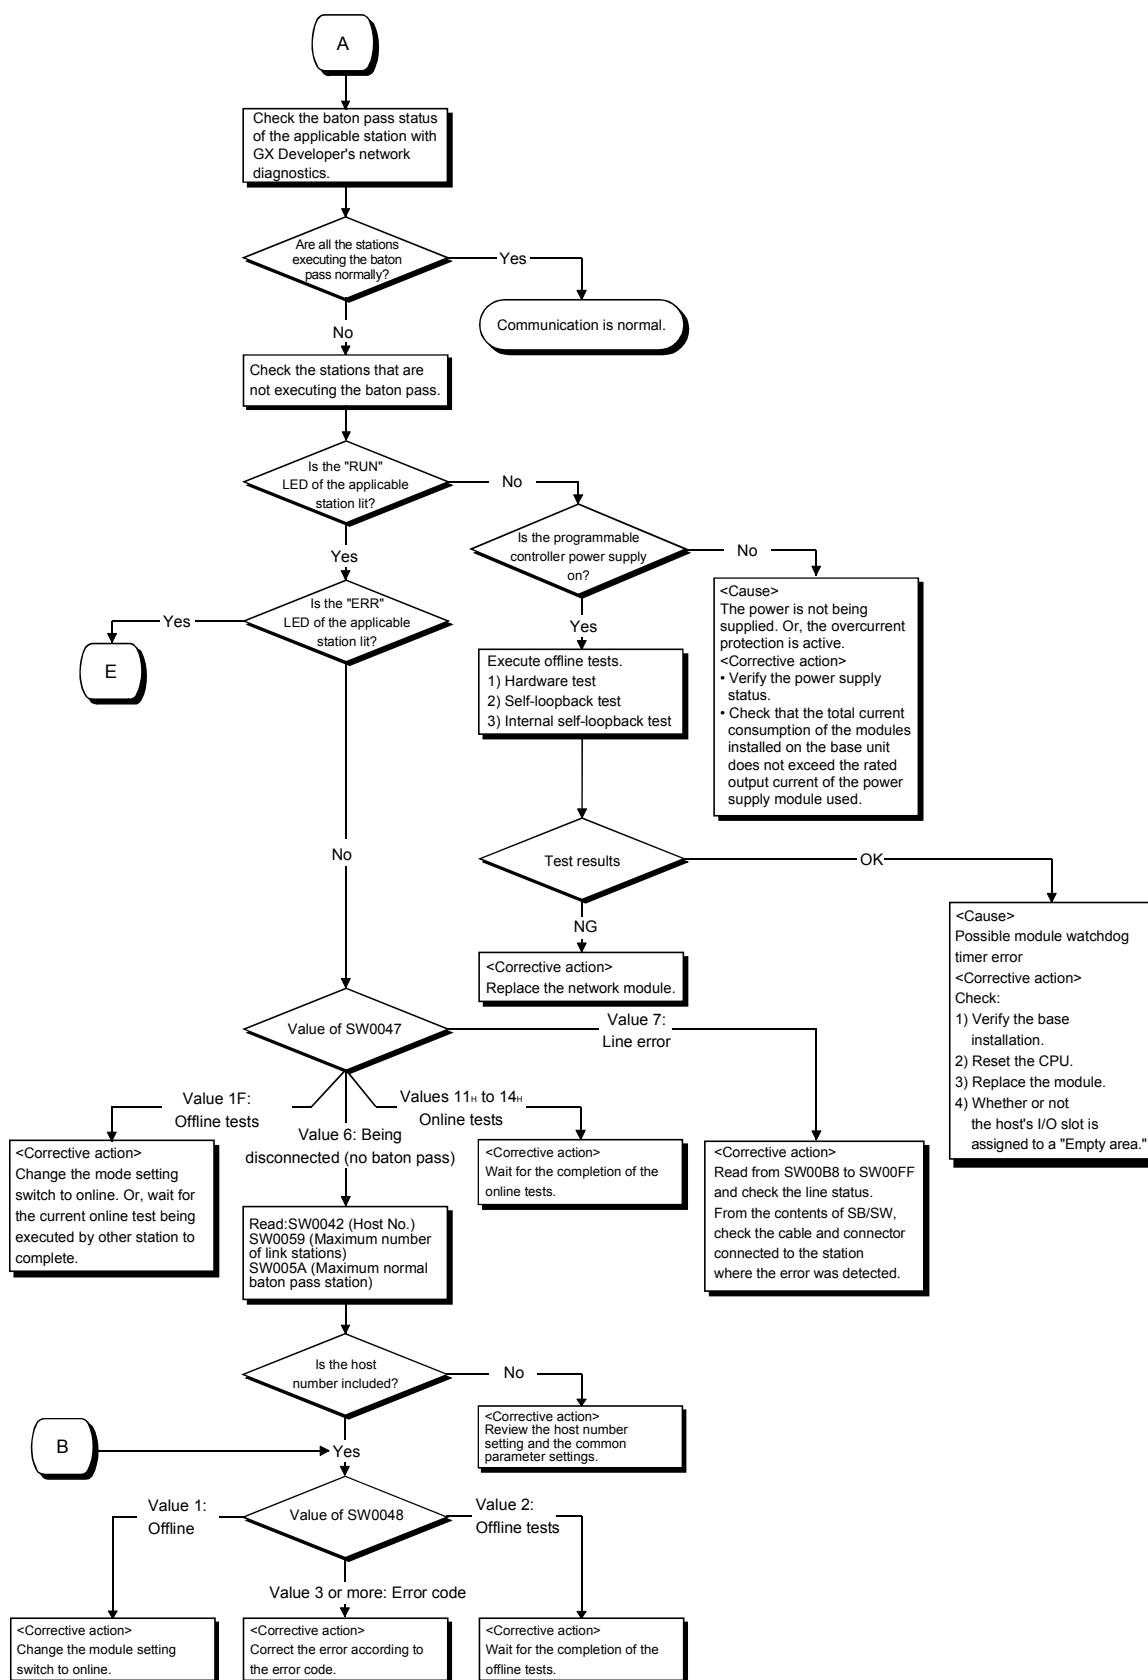 A
Check the baton pass status
of the applicable station with
GX Developer's network
diagnostics.
Are all the stations
executing the baton
pass normally?
Yes
Communication is normal.
No
Check the stations that are
not executing the baton pass.
Is the "RUN"
LED of the applicable
station lit?
No
Is the programmable
controller power supply
on?
No
<Cause>
The power is not being
supplied. Or, the overcurrent
protection is active.
<Corrective action>
• Verify the power supply
status.
• Check that the total current
consumption of the modules
installed on the base unit
does not exceed the rated
output current of the power
supply module used.
Yes
Is the "ERR"
LED of the applicable
station lit?
Yes
E
Yes
Execute offline tests.
1) Hardware test
2) Self-loopback test
3) Internal self-loopback test
Test results
OK
<Cause>
Possible module watchdog
timer error
<Corrective action>
Check:
1) Verify the base
installation.
2) Reset the CPU.
3) Replace the module.
4) Whether or not
the host's I/O slot is
assigned to a "Empty area."
NG
<Corrective action>
Replace the network module.
No
Value of SW0047
Value 7:
Line error
Value 1F:
Offline tests
Value 6: Being
disconnected (no baton pass)
Values 11H to 14H
Online tests
<Corrective action>
Change the mode setting
switch to online. Or, wait for
the current online test being
executed by other station to
complete.
<Corrective action>
Wait for the completion of the
online tests.
<Corrective action>
Read from SW00B8 to SW00FF
and check the line status.
From the contents of SB/SW,
check the cable and connector
connected to the station
where the error was detected.
Read:SW0042 (Host No.)
SW0059 (Maximum number
of link stations)
SW005A (Maximum normal
baton pass station)
Is the host
number included?
No
<Corrective action>
Review the host number
setting and the common
parameter settings.
B
Yes
Value of SW0048
Value 1:
Offline
Value 2:
Offline tests
Value 3 or more: Error code
<Corrective action>
Change the module setting
switch to online.
<Corrective action>
Correct the error according to
the error code.
<Corrective action>
Wait for the completion of the
offline tests.